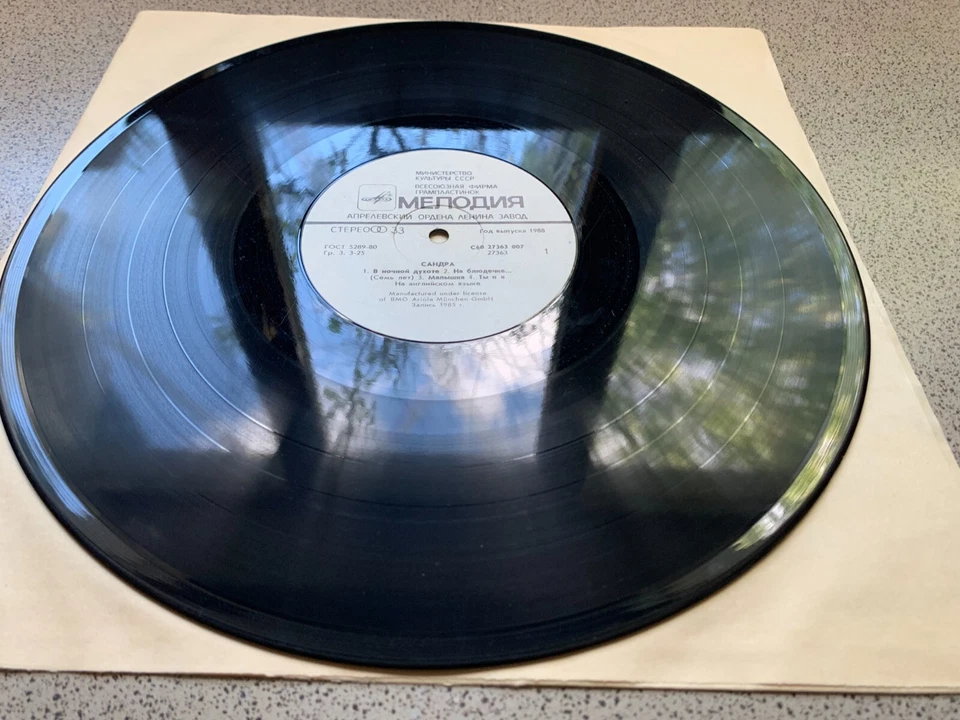 МИНИСТЕРСТВО
КУЛЬТУРЫ СССР
ВСЕСОЮЗНАЯ ФИРМА
ГРАМПЛАСТИНОК
МЕЛОДИЯ
АПРЕЛЕВСКИЙ ОРДЕНА ЛЕНИНА ЗАВОД
СТЕРЕО 33 Год выпуска 1988
ГОСТ 5289-80 С60 27363 007
Гр. 3. 3-25 27363 1
САНДРА
1. В ночной духоте 2. На блюдечке...
(Семь лет) 3. Малышка 4. Ты и я
На английском языке
Manufactured under license
of BMG Ariola München GmbH
Запись 1985 г.